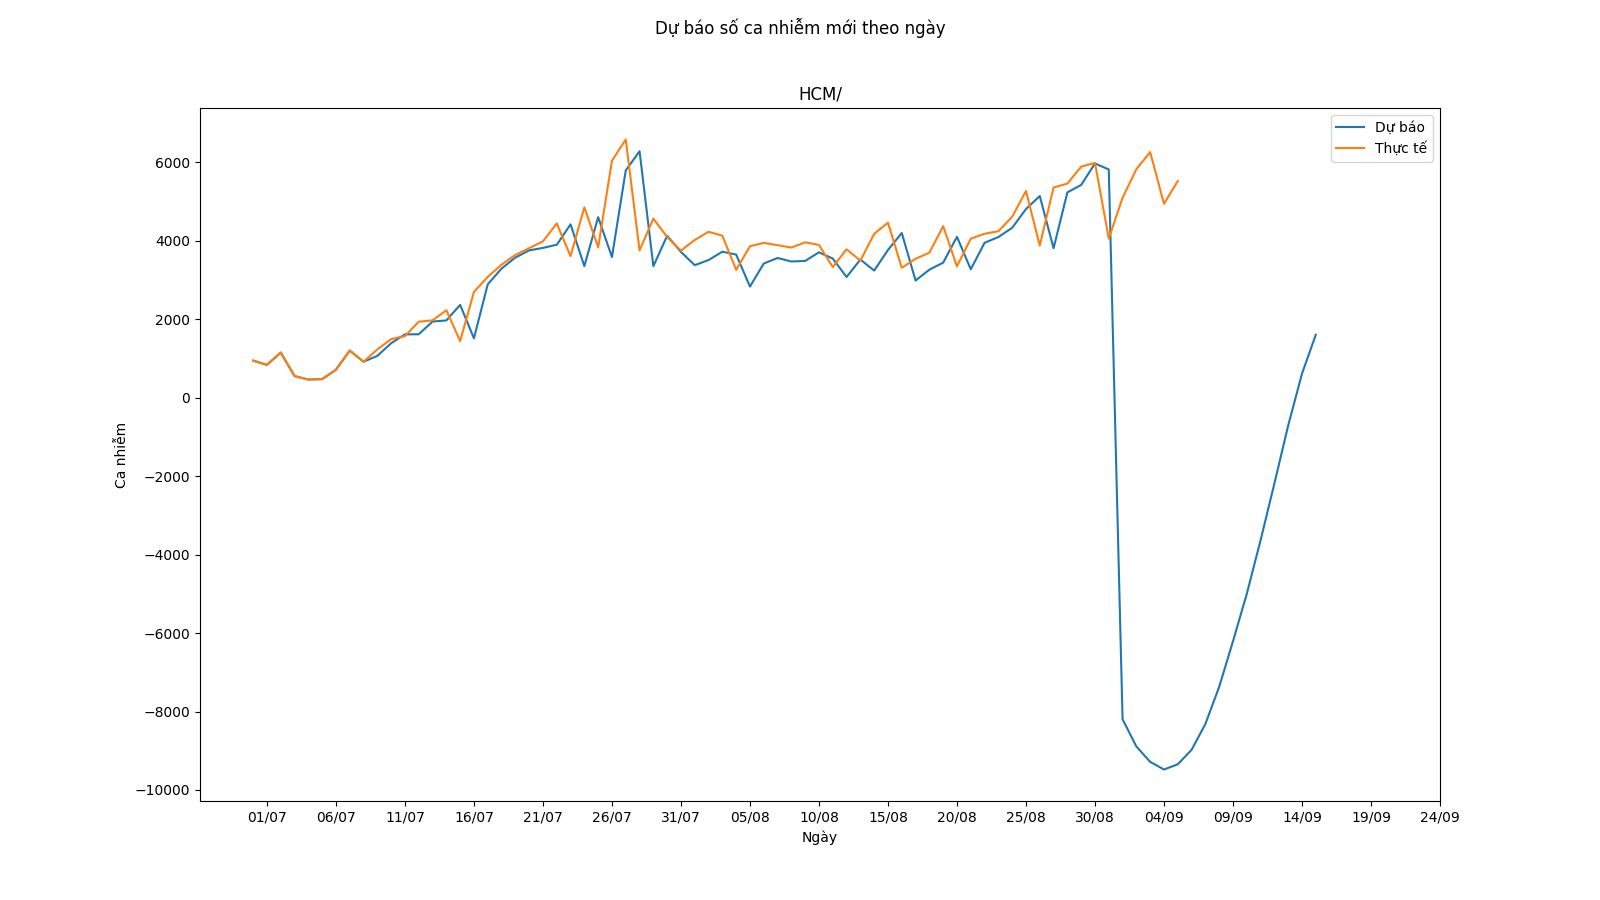 Dự báo số ca nhiễm mới theo ngày
HCM/
Dự báo
Thực tế
6000
4000
2000
0
−2000
−4000
−6000
−8000
−10000
Ca nhiễm
01/07 06/07 11/07 16/07 21/07 26/07 31/07 05/08 10/08 15/08 20/08 25/08 30/08 04/09 09/09 14/09 19/09 24/09
Ngày